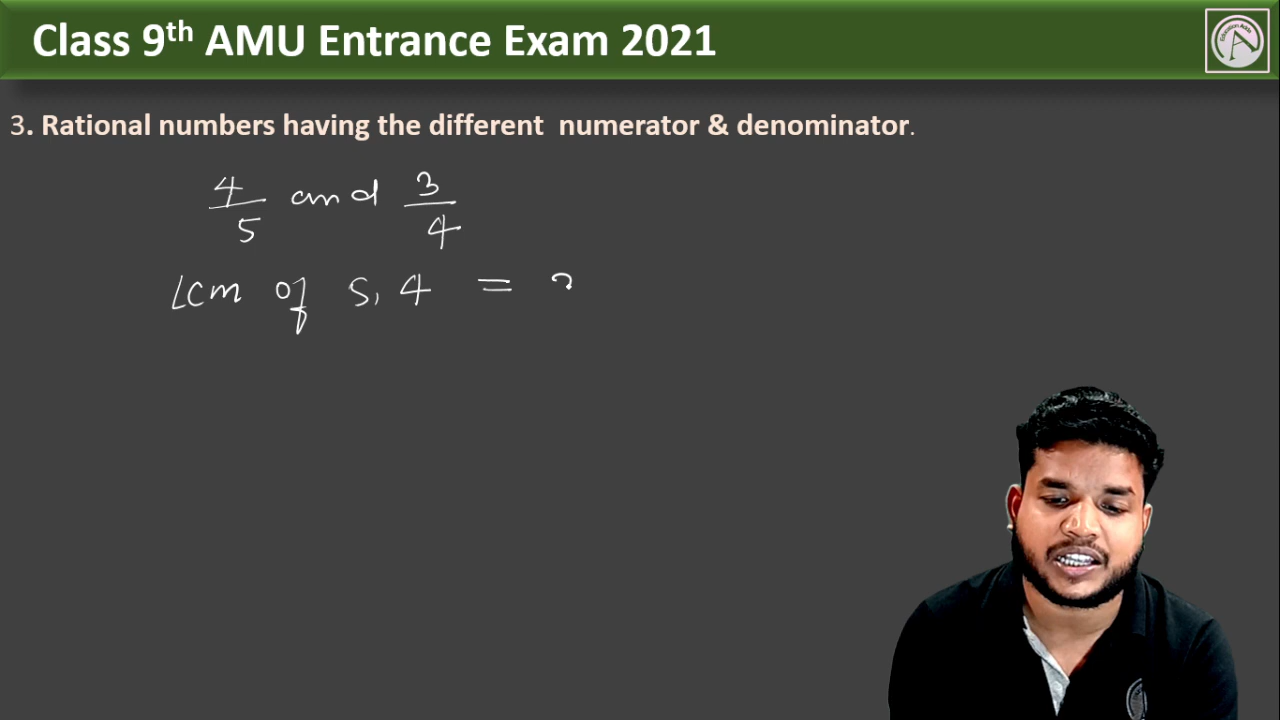 Class 9th AMU Entrance Exam 2021
3. Rational numbers having the different numerator & denominator.
4/5 and 3/4
LCM of 5, 4 = 2